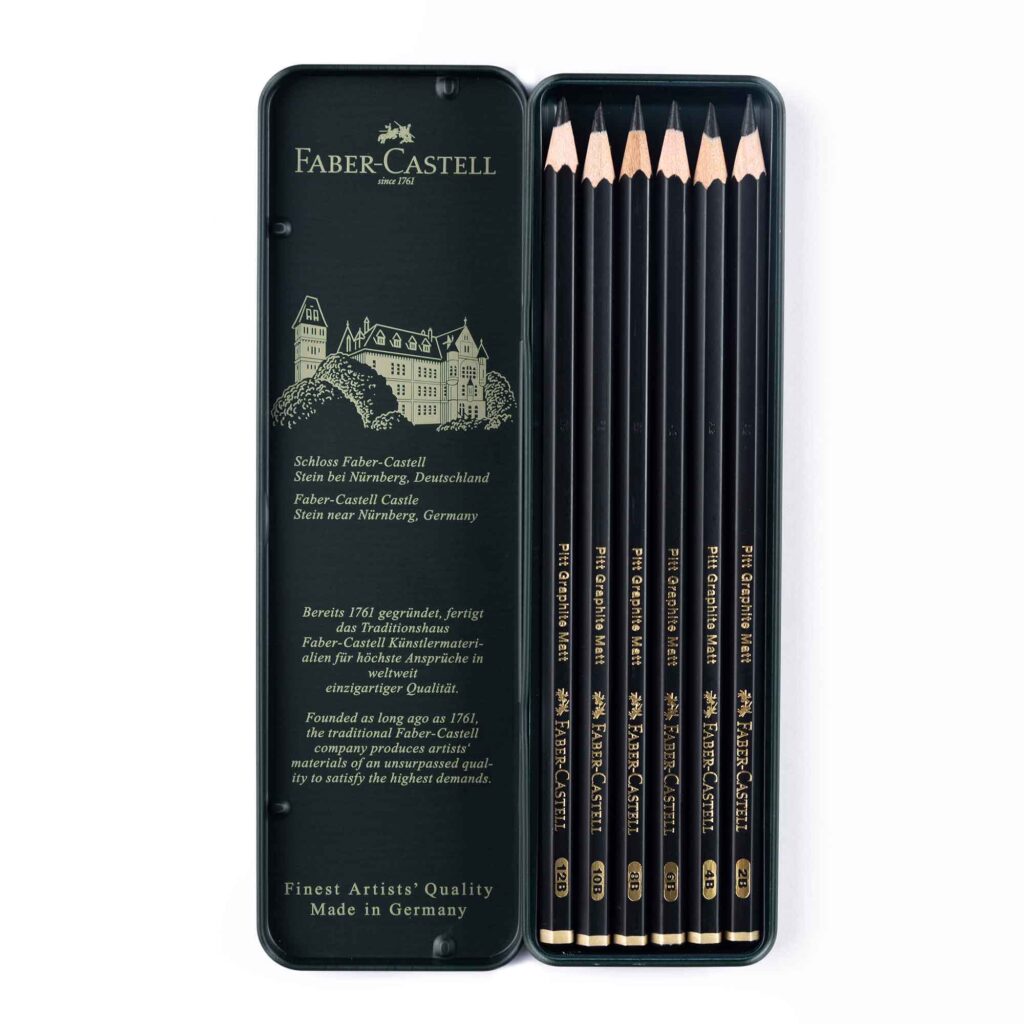 FABER-CASTELL
since 1761
Schloss Faber-Castell
Stein bei Nürnberg, Deutschland
Faber-Castell Castle
Stein near Nürnberg, Germany
Bereits 1761 gegründet, fertigt
das Traditionshaus
Faber-Castell Künstlermateri-
alien für höchste Ansprüche in
weltweit
einzigartiger Qualität.
Founded as long ago as 1761,
the traditional Faber-Castell
company produces artists'
materials of an unsurpassed qual-
ity to satisfy the highest demands.
Finest Artists' Quality
Made in Germany
Pitt Graphite Matt FABER-CASTELL 12B
Pitt Graphite Matt FABER-CASTELL 10B
Pitt Graphite Matt FABER-CASTELL 8B
Pitt Graphite Matt FABER-CASTELL 6B
Pitt Graphite Matt FABER-CASTELL 4B
Pitt Graphite Matt FABER-CASTELL 2B